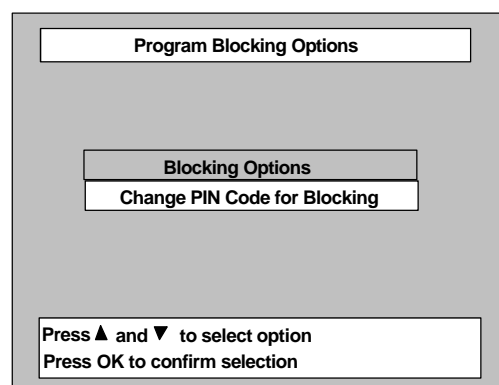 Program Blocking Options
Blocking Options
Change PIN Code for Blocking
Press ▲ and ▼ to select option
Press OK to confirm selection